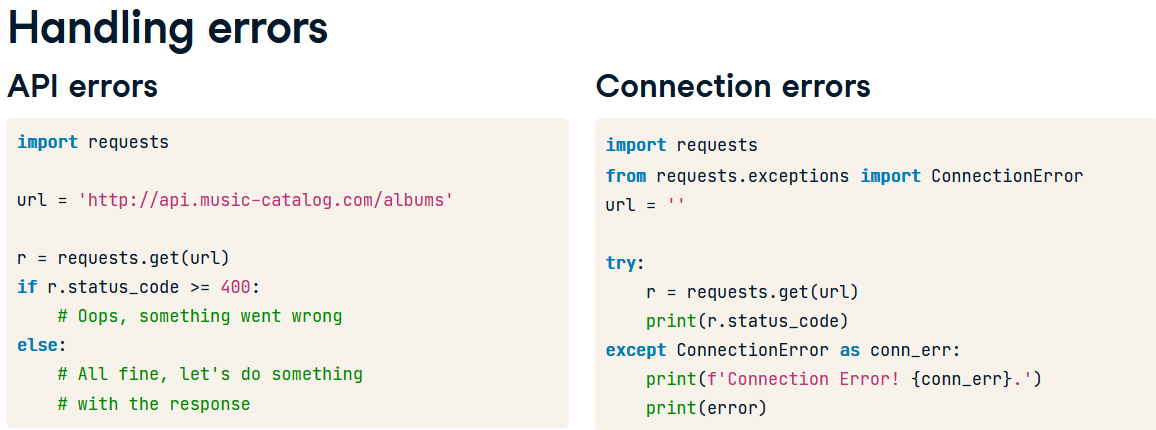 Handling errors
API errors
import requests
url = 'http://api.music-catalog.com/albums'
r = requests.get(url)
if r.status_code >= 400:
    # Oops, something went wrong
else:
    # All fine, let's do something
    # with the response
Connection errors
import requests
from requests.exceptions import ConnectionError
url = ''
try:
    r = requests.get(url)
    print(r.status_code)
except ConnectionError as conn_err:
    print(f'Connection Error! {conn_err}.')
    print(error)